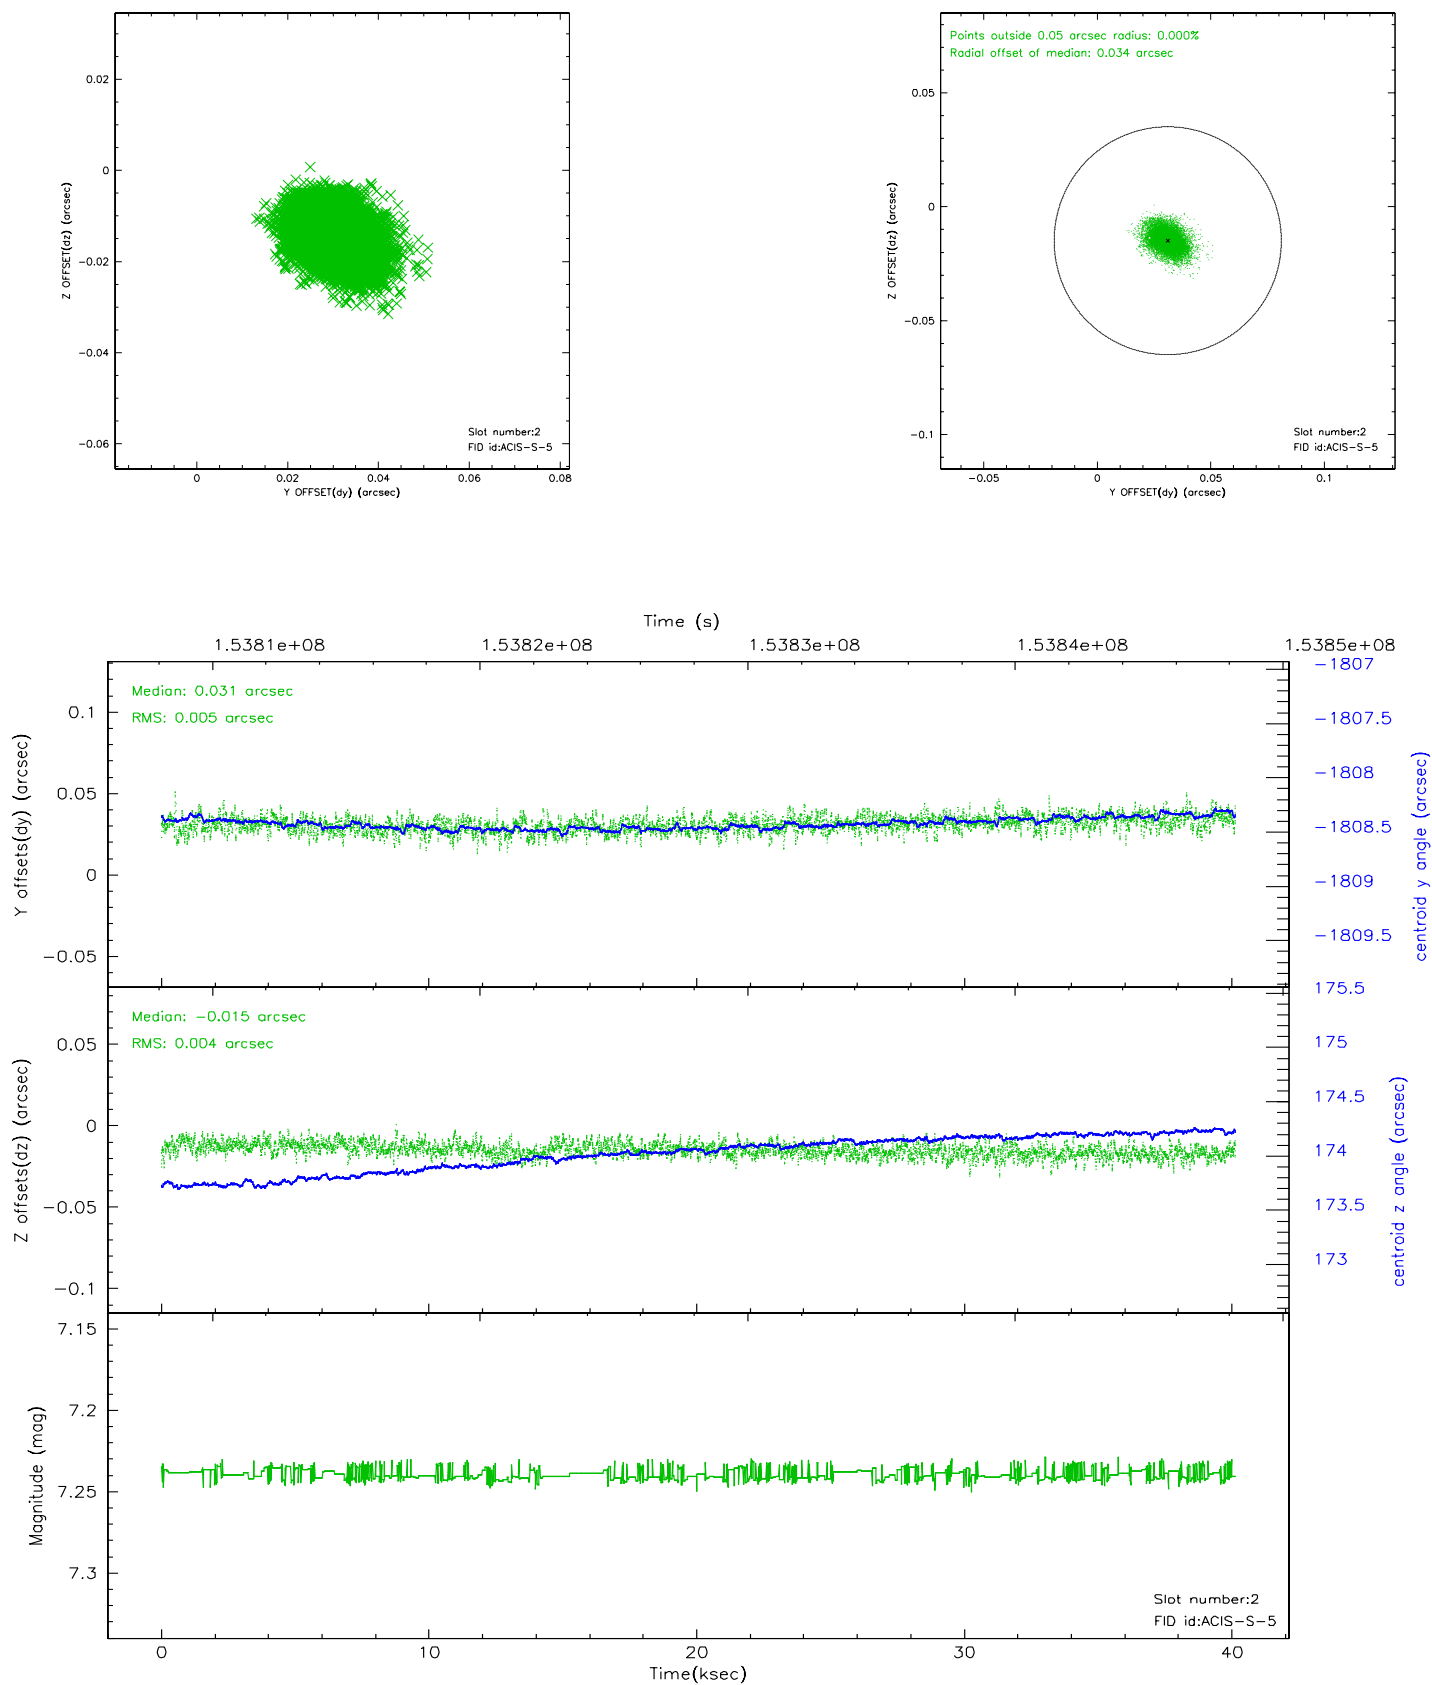 0.02
0
-0.02
-0.04
-0.06
Z OFFSET(dz) (arcsec)
Slot number:2
FID id:ACIS-S-5
0
0.02
0.04
0.06
0.08
Y OFFSET(dy) (arcsec)
Points outside 0.05 arcsec radius: 0.000%
Radial offset of median: 0.034 arcsec
0.05
0
-0.05
-0.1
Z OFFSET(dz) (arcsec)
Slot number:2
FID id:ACIS-S-5
-0.05
0
0.05
0.1
Y OFFSET(dy) (arcsec)
Time (s)
1.5381e+08
1.5382e+08
1.5383e+08
1.5384e+08
1.5385e+08
Median: 0.031 arcsec
RMS: 0.005 arcsec
0.1
0.05
0
-0.05
Y offsets(dy) (arcsec)
-1807
-1807.5
-1808
-1808.5
-1809
-1809.5
centroid y angle (arcsec)
Median: -0.015 arcsec
RMS: 0.004 arcsec
0.05
0
-0.05
-0.1
Z offsets(dz) (arcsec)
175.5
175
174.5
174
173.5
173
centroid z angle (arcsec)
7.15
7.2
7.25
7.3
Magnitude (mag)
Slot number:2
FID id:ACIS-S-5
0
10
20
30
40
Time(ksec)